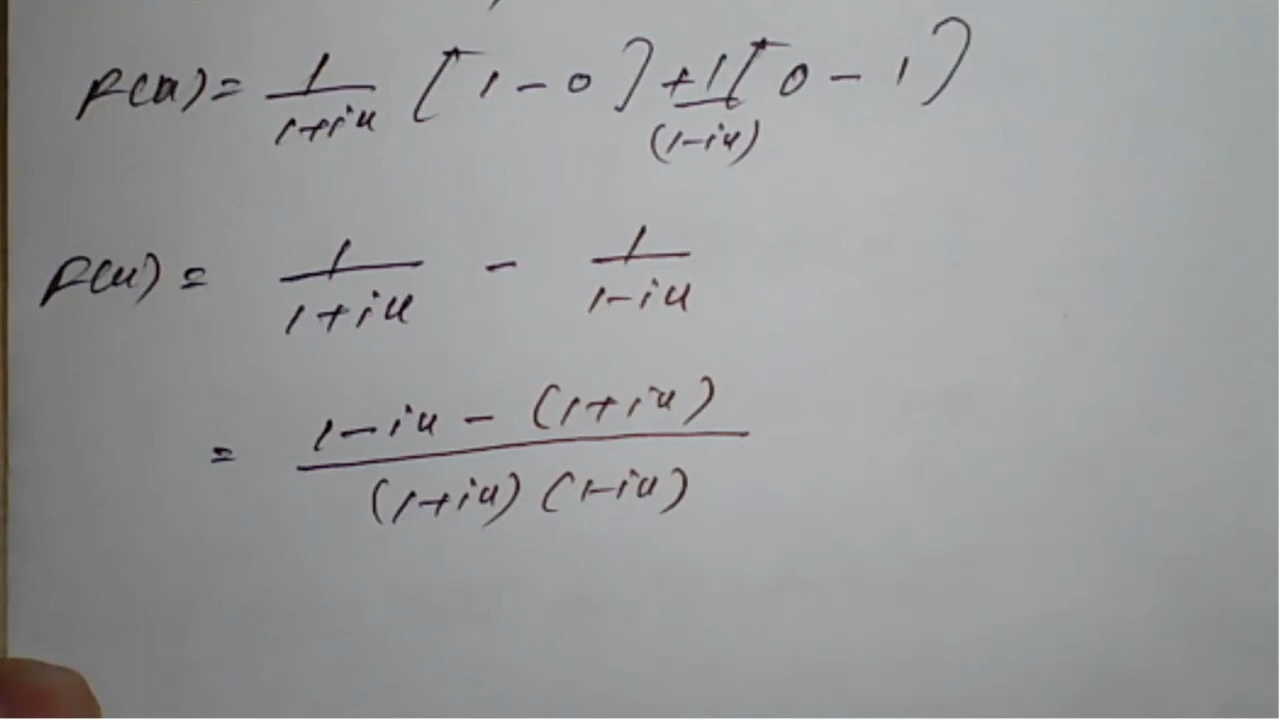 F(u) = 1/(1+iu) [1-0] + 1/(1-iu) [0-1]
F(u) = 1/(1+iu) - 1/(1-iu)
= (1-iu-(1+iu))/((1+iu)(1-iu))